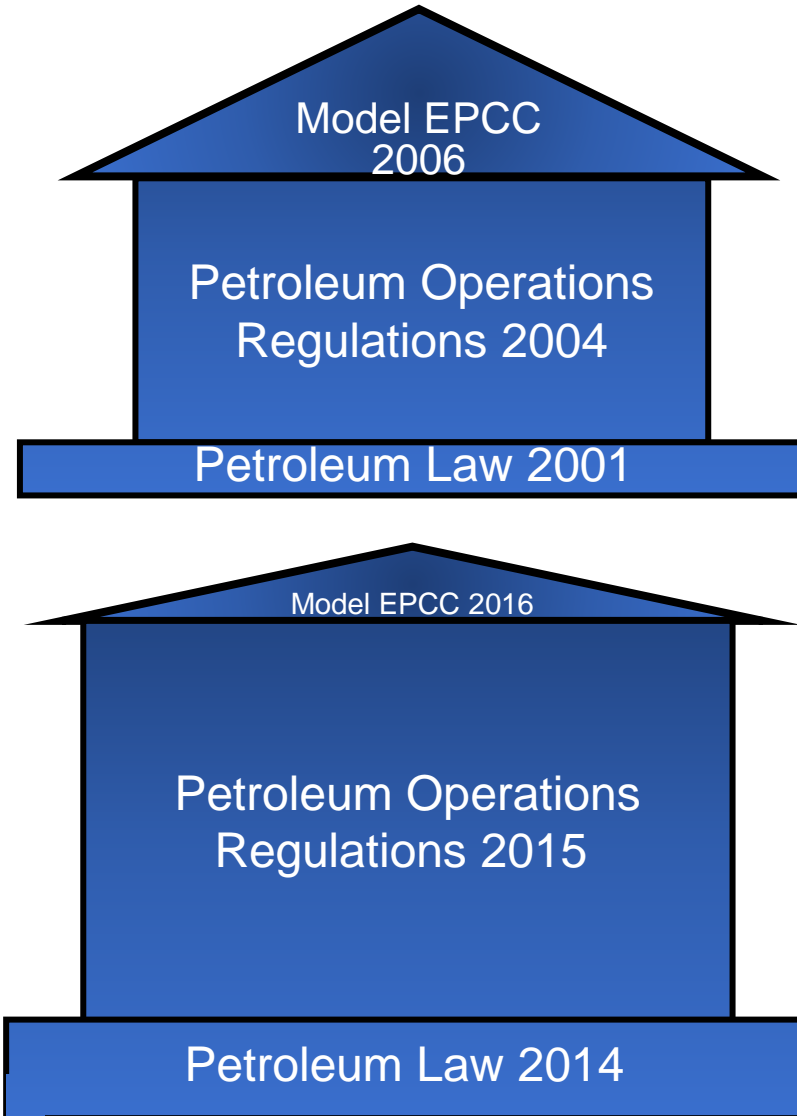 Model EPCC
2006
Petroleum Operations
Regulations 2004
Petroleum Law 2001
Model EPCC 2016
Petroleum Operations
Regulations 2015
Petroleum Law 2014